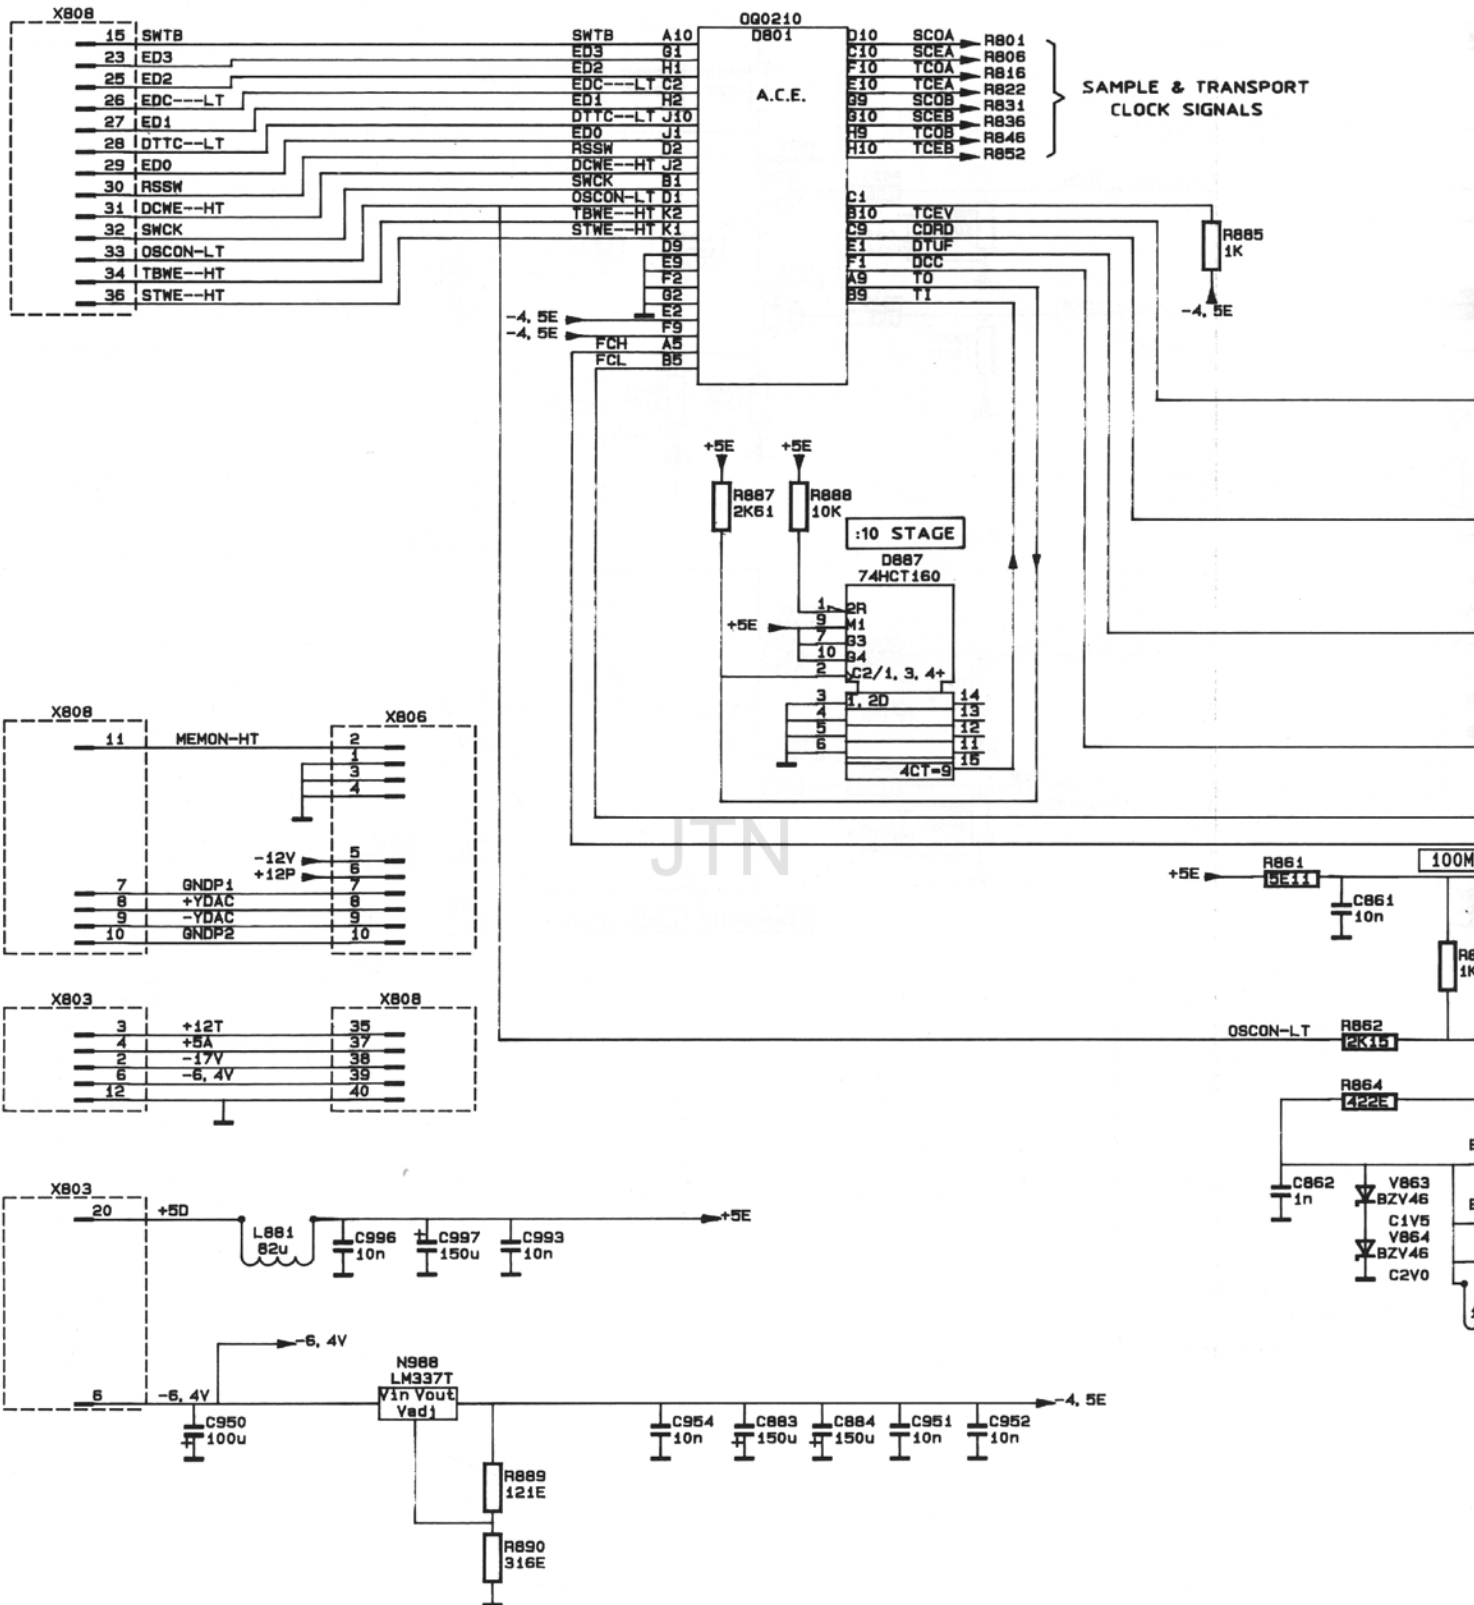 X808
15 SWTB
23 ED3
25 ED2
26 EDC---LT
27 ED1
28 DTTC--LT
29 ED0
30 RSSW
31 DCWE--HT
32 SWCK
33 OSCON-LT
34 TBWE--HT
36 STWE--HT
OQ0210
D801
A.C.E.
SWTB A10
ED3 G1
ED2 H1
EDC---LT C2
ED1 H2
DTTC--LT J10
ED0 J1
RSSW D2
DCWE--HT J2
SWCK B1
OSCON-LT D1
TBWE--HT K2
STWE--HT K1
D9
E9
F2
G2
-4,5E E2
-4,5E F9
FCH A5
FCL B5
D10 SCOA R801
C10 SCEA R806
F10 TCOA R816
E10 TCEA R822
G9 SCOB R831
G10 SCEB R836
H9 TCOB R846
H10 TCEB R852
SAMPLE & TRANSPORT
CLOCK SIGNALS
C1
B10 TCEV
C9 CDRD
E1 DTUF
F1 DCC
A9 TO
B9 TI
R885
1K
-4,5E
+5E
+5E
R887
2K61
R888
10K
:10 STAGE
D887
74HCT160
1 2R
+5E 9 M1
7 G3
10 G4
2 C2/1,3,4+
3 1,2D 14
4 13
5 12
6 11
15
4CT=9
X808
X806
11 MEMON-HT 2
1
3
4
-12V 5
+12P 6
7 GNDP1 7
8 +YDAC 8
9 -YDAC 9
10 GNDP2 10
JTN
+5E
R861
5E11
C861
10n
100M
1K
X803
X808
3 +12T 35
4 +5A 37
2 -17V 38
6 -6,4V 39
12 40
OSCON-LT
R862
2K15
R864
422E
C862
1n
V863
BZV46
C1V5
V864
BZV46
C2V0
X803
20 +5D
L881
82u
C996
10n
C997
150u
C993
10n
+5E
-6,4V
6 -6,4V
C950
100u
N988
LM337T
Vin Vout
Vadj
R889
121E
R890
316E
C954
10n
C883
150u
C884
150u
C951
10n
C952
10n
-4,5E